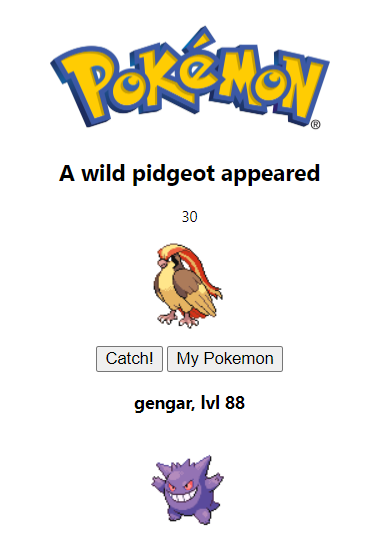 POKéMON®
A wild pidgeot appeared
30
Catch! My Pokemon
gengar, lvl 88